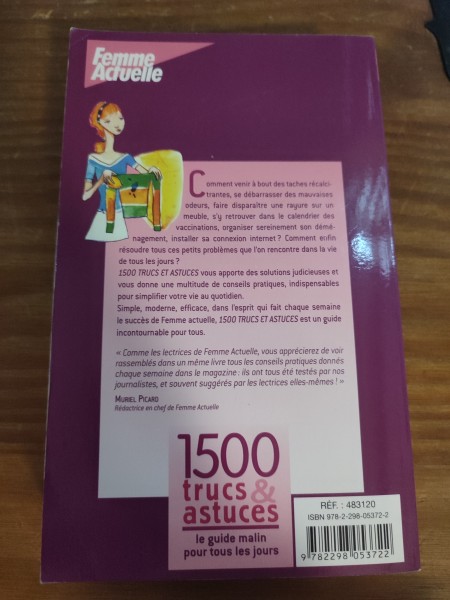 Femme
Actuelle
Comment venir à bout des taches récalci-
trantes, se débarrasser des mauvaises
odeurs, faire disparaître une rayure sur un
meuble, s'y retrouver dans le calendrier des
vaccinations, organiser sereinement son démé-
nagement, installer sa connexion internet ? Comment enfin
résoudre tous ces petits problèmes que l'on rencontre dans la vie
de tous les jours ?
1500 TRUCS ET ASTUCES vous apporte des solutions judicieuses et
vous donne une multitude de conseils pratiques, indispensables
pour simplifier votre vie au quotidien.
Simple, moderne, efficace, dans l'esprit qui fait chaque semaine
le succès de Femme actuelle, 1500 TRUCS ET ASTUCES est un guide
incontournable pour tous.
« Comme les lectrices de Femme Actuelle, vous apprécierez de voir
rassemblés dans un même livre tous les conseils pratiques donnés
chaque semaine dans le magazine : ils ont tous été testés par nos
journalistes, et souvent suggérés par les lectrices elles-mêmes ! »
MURIEL PICARD
Rédactrice en chef de Femme Actuelle
1500
trucs &
astuces
le guide malin
pour tous les jours
RÉF. : 483120
ISBN 978-2-298-05372-2
9 782298 053722